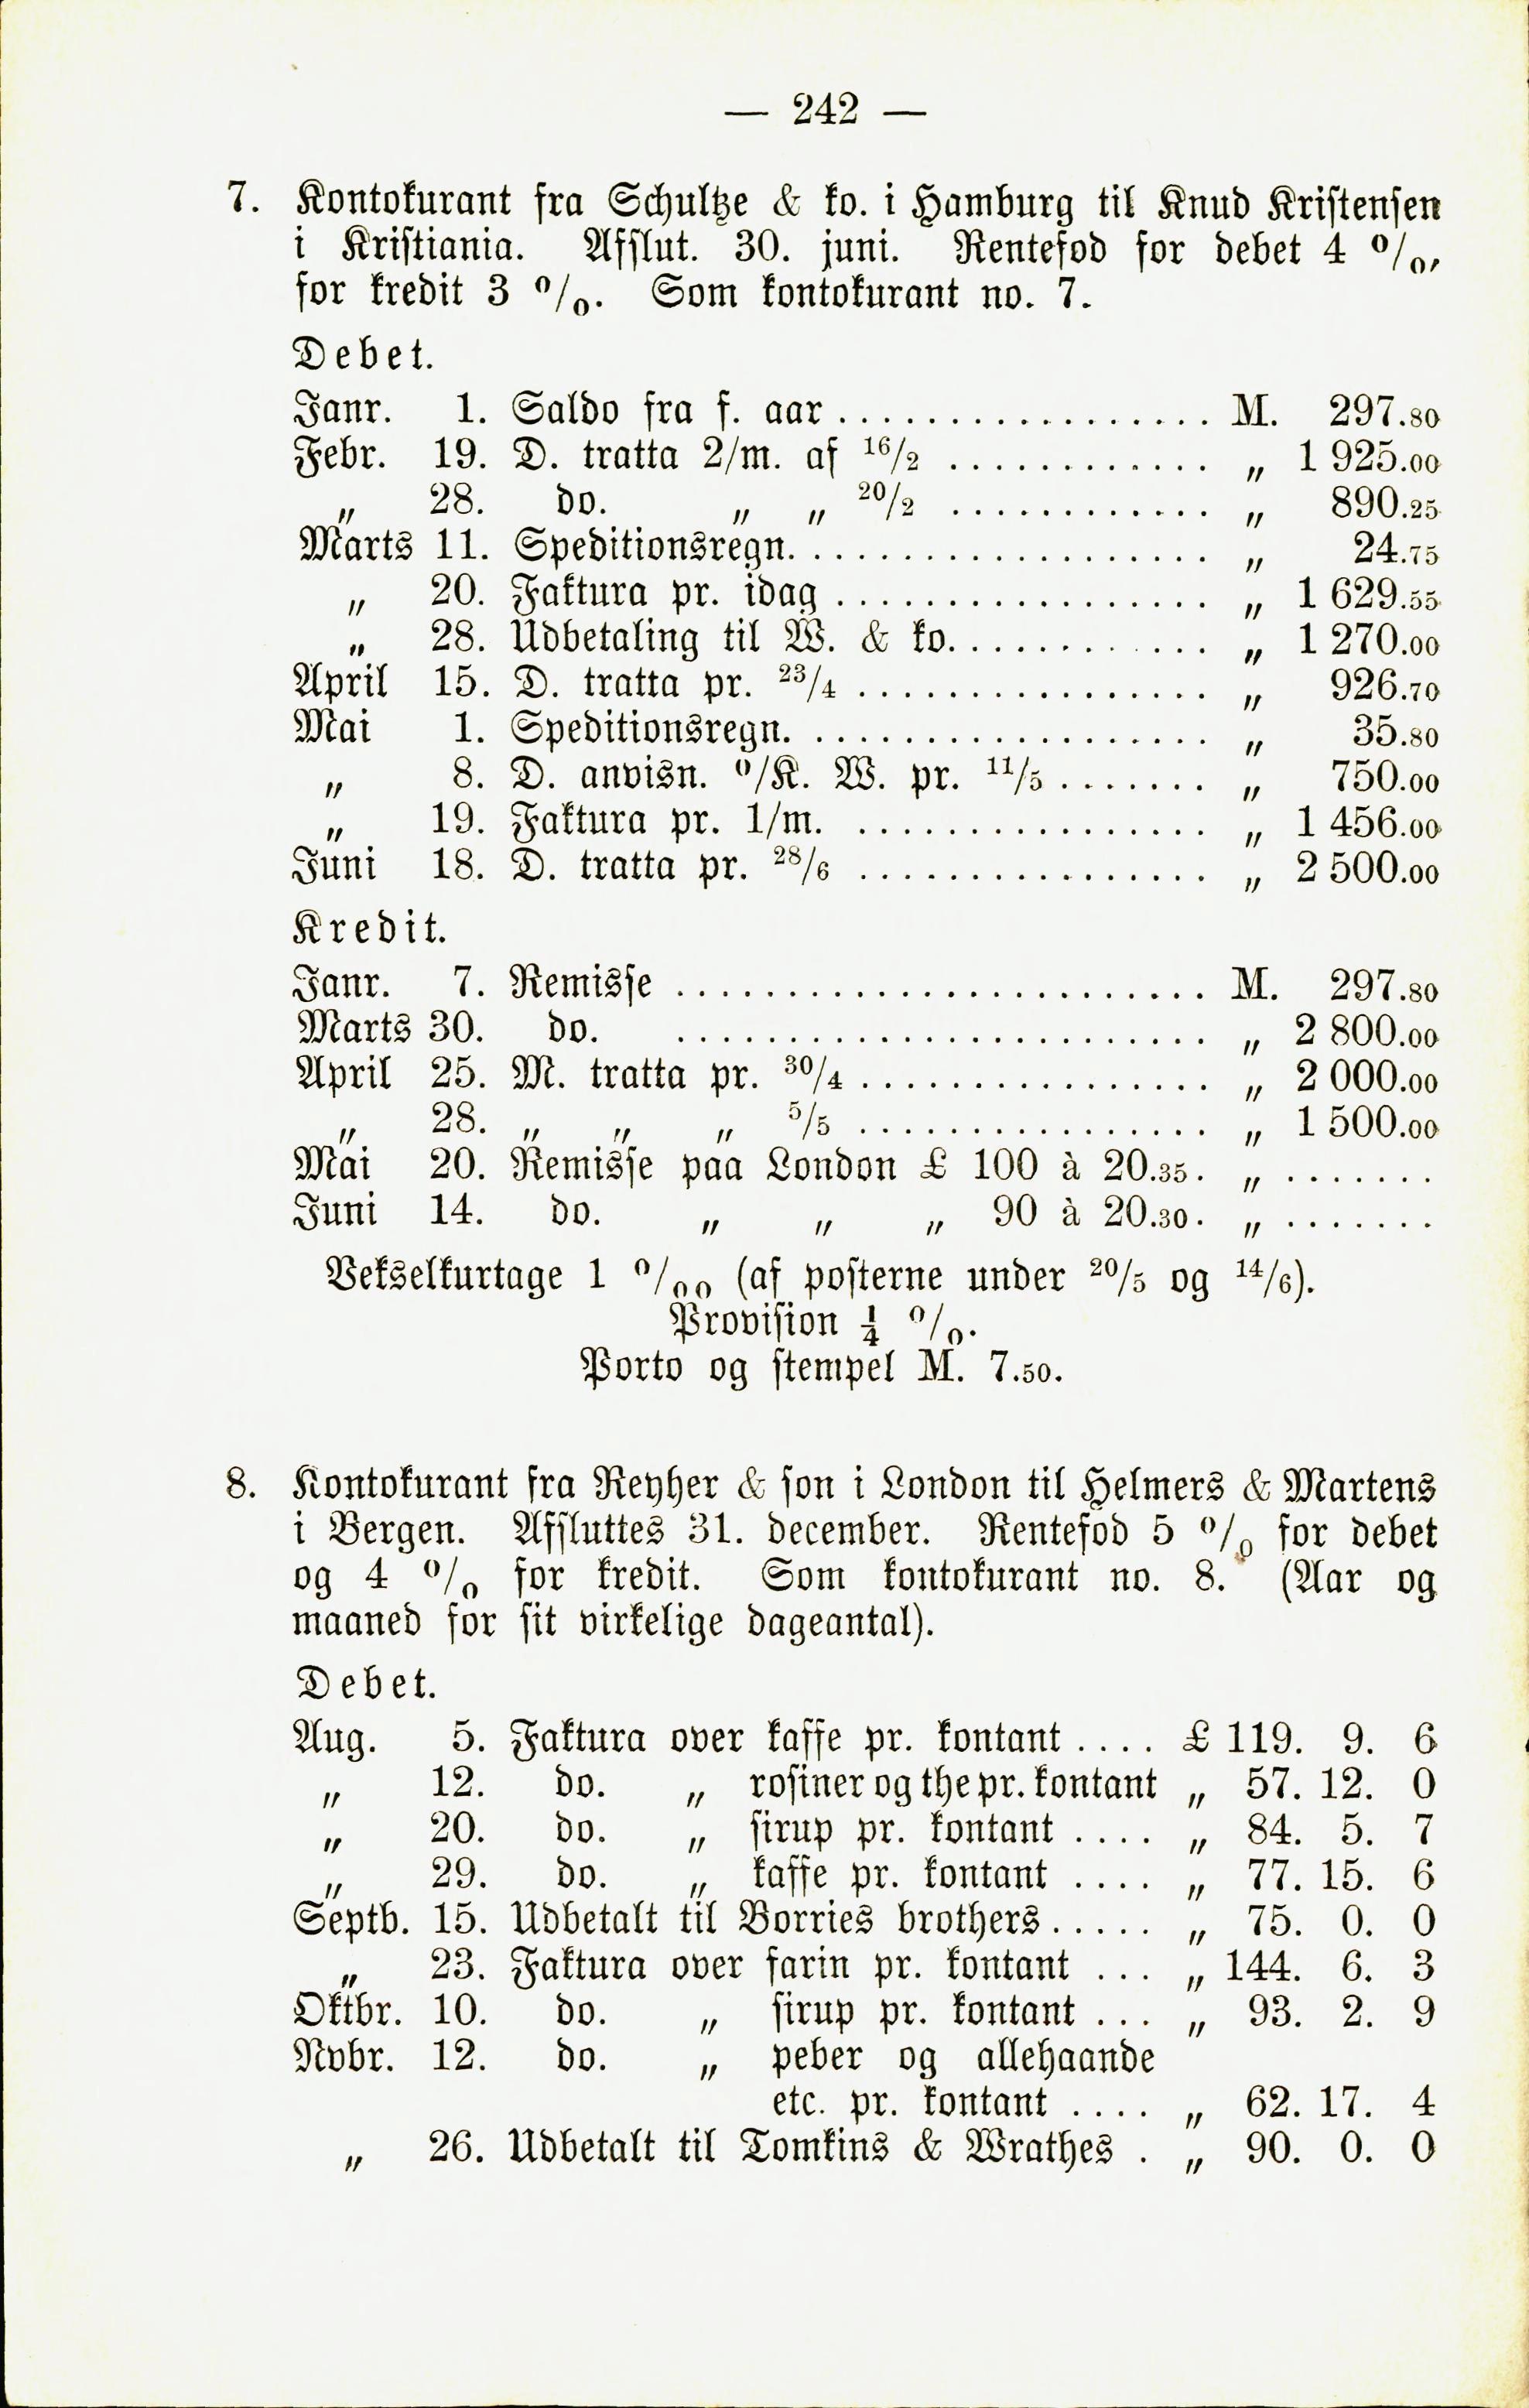 — 242 —
7. Kontokurant fra Schultze & ko. i Hamburg til Knud Kristensen
i Kristiania. Afslut. 30. juni. Rentefod for debet 4 %,
for kredit 3 %. Som kontokurant no. 7.
Debet.
Janr. 1. Saldo fra f. aar ................. M. 297.80
Febr. 19. D. tratta 2/m. af 16/2 ............ „ 1 925.00
„ 28. do. „ „ 20/2 ............ „ 890.25
Marts 11. Speditionsregn. .................. „ 24.75
„ 20. Faktura pr. idag ................. „ 1 629.55
„ 28. Udbetaling til W. & ko. ........... „ 1 270.00
April 15. D. tratta pr. 23/4 ................ „ 926.70
Mai 1. Speditionsregn. .................. „ 35.80
„ 8. D. anvisn. o/K. W. pr. 11/5 ....... „ 750.00
„ 19. Faktura pr. 1/m. ................ „ 1 456.00
Juni 18. D. tratta pr. 28/6 ................ „ 2 500.00
Kredit.
Janr. 7. Remisse ........................ M. 297.80
Marts 30. do. ........................ „ 2 800.00
April 25. M. tratta pr. 30/4 ................ „ 2 000.00
„ 28. „ „ „ 5/5 ................ „ 1 500.00
Mai 20. Remisse paa London £ 100 à 20.35. „ .......
Juni 14. do. „ „ „ 90 à 20.30. „ .......
Vekselkurtage 1 ‰ (af posterne under 20/5 og 14/6).
Provision ¼ %.
Porto og stempel M. 7.50.
8. Kontokurant fra Reyher & son i London til Helmers & Martens
i Bergen. Afsluttes 31. december. Rentefod 5 % for debet
og 4 % for kredit. Som kontokurant no. 8. (Aar og
maaned for sit virkelige dageantal).
Debet.
Aug. 5. Faktura over kaffe pr. kontant .... £ 119. 9. 6
„ 12. do. „ rosiner og the pr. kontant „ 57. 12. 0
„ 20. do. „ sirup pr. kontant .... „ 84. 5. 7
„ 29. do. „ kaffe pr. kontant .... „ 77. 15. 6
Septb. 15. Udbetalt til Borries brothers ..... „ 75. 0. 0
„ 23. Faktura over farin pr. kontant ... „ 144. 6. 3
Oktbr. 10. do. „ sirup pr. kontant ... „ 93. 2. 9
Nvbr. 12. do. „ peber og allehaande
etc. pr. kontant .... „ 62. 17. 4
„ 26. Udbetalt til Tomkins & Wrathes . „ 90. 0. 0